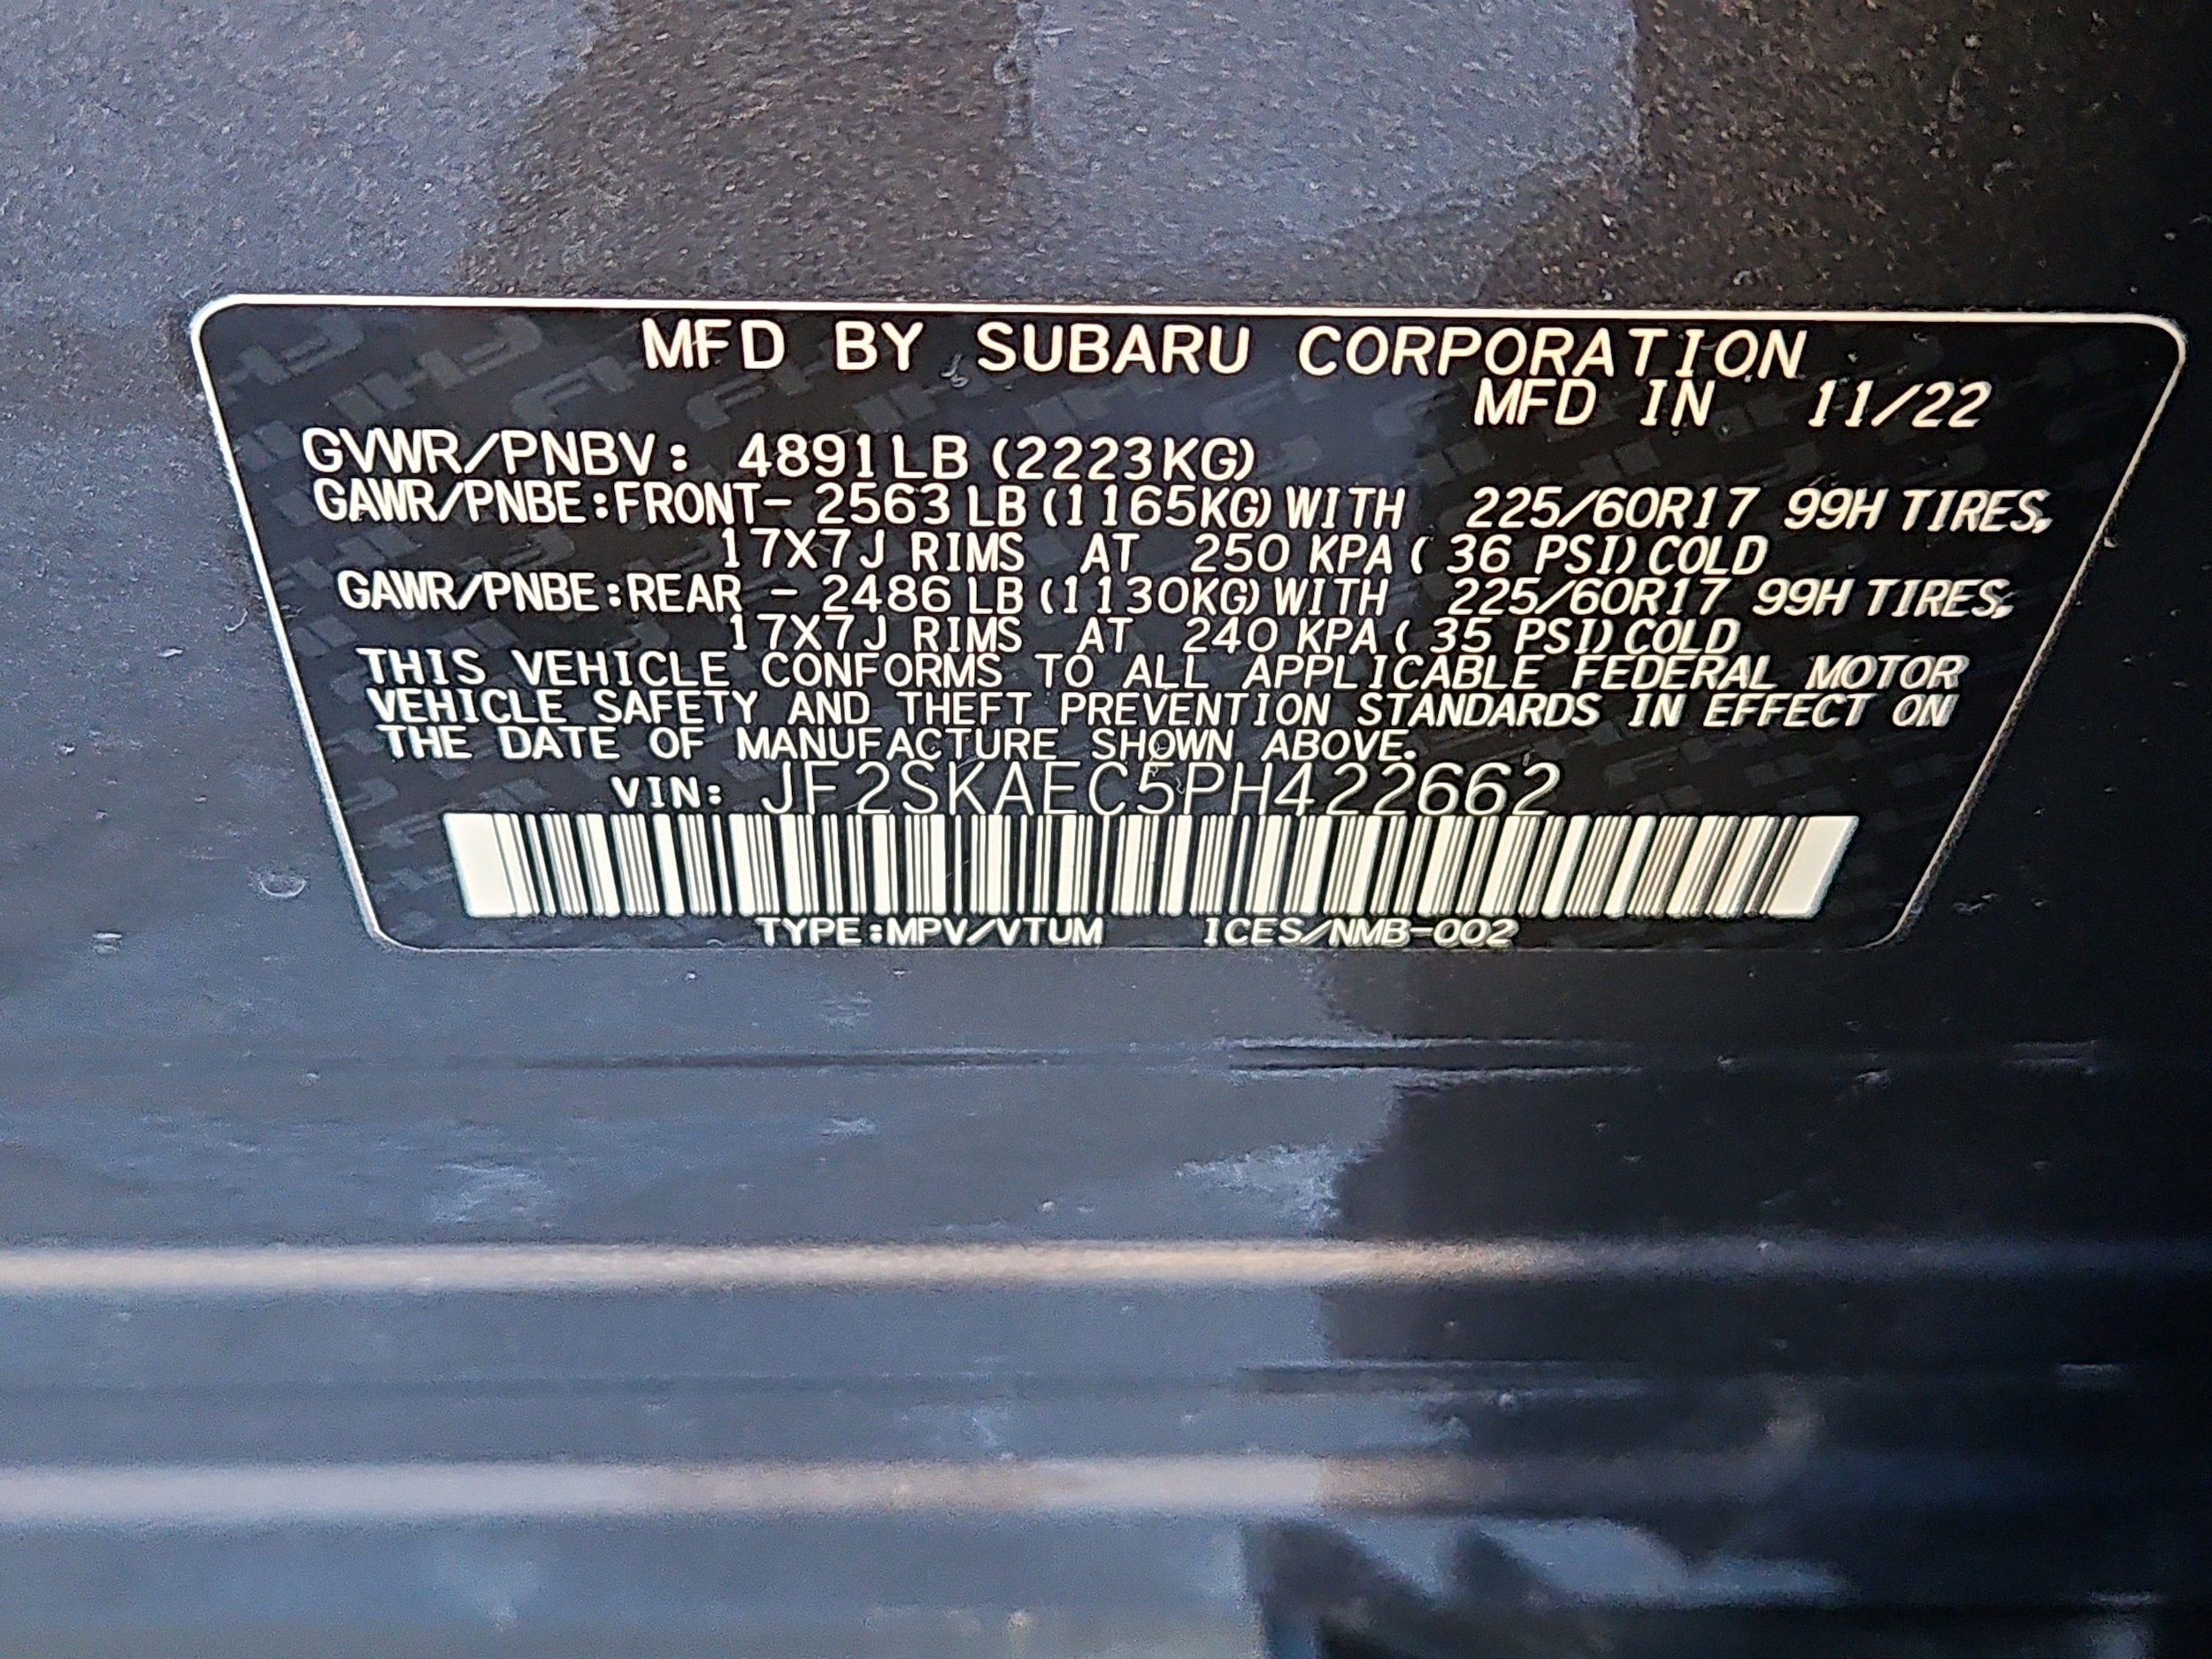 MFD BY SUBARU CORPORATION
MFD IN 11/22
GVWR/PNBV: 4891LB (2223KG)
GAWR/PNBE:FRONT- 2563 LB (1165KG) WITH 225/60R17 99H TIRES,
17X7J RIMS AT 250 KPA ( 36 PSI) COLD
GAWR/PNBE:REAR - 2486 LB (1130KG) WITH 225/60R17 99H TIRES,
17X7J RIMS AT 240 KPA ( 35 PSI) COLD
THIS VEHICLE CONFORMS TO ALL APPLICABLE FEDERAL MOTOR
VEHICLE SAFETY AND THEFT PREVENTION STANDARDS IN EFFECT ON
THE DATE OF MANUFACTURE SHOWN ABOVE.
VIN: JF2SKAEC5PH422662
TYPE:MPV/VTUM ICES/NMB-002